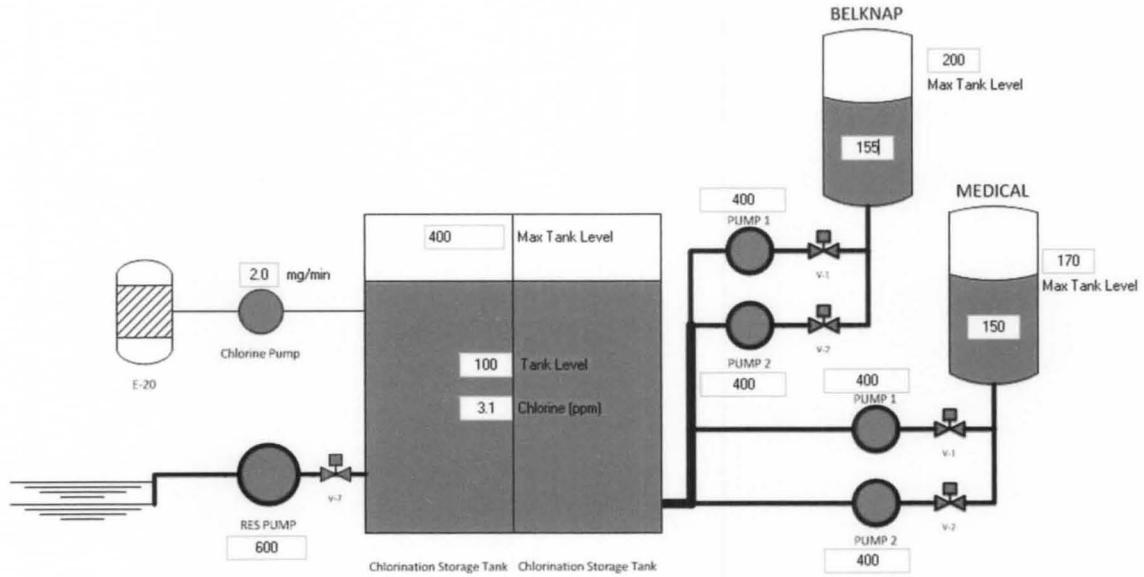 BELKNAP
200
Max Tank Level
155
MEDICAL
400
PUMP 1
V-1
170
Max Tank Level
400 Max Tank Level
2.0 mg/min
Chlorine Pump
E-20
150
V-2
PUMP 2
400
100 Tank Level
3.1 Chlorine (ppm)
400
PUMP 1
V-1
V-7
RES PUMP
600
V-2
PUMP 2
400
Chlorination Storage Tank Chlorination Storage Tank